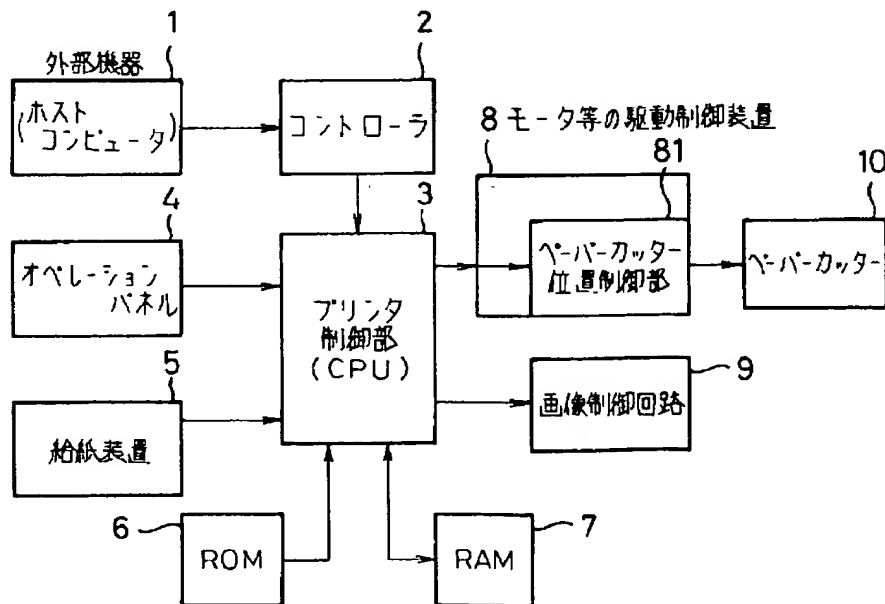 1
外部機器
(ホスト
コンピュータ)
2
コントローラ
8 モータ等の駆動制御装置
81
ペーパーカッター
位置制御部
10
ペーパーカッター
4
オペレーション
パネル
3
プリンタ
制御部
(CPU)
5
給紙装置
9
画像制御回路
6
ROM
7
RAM